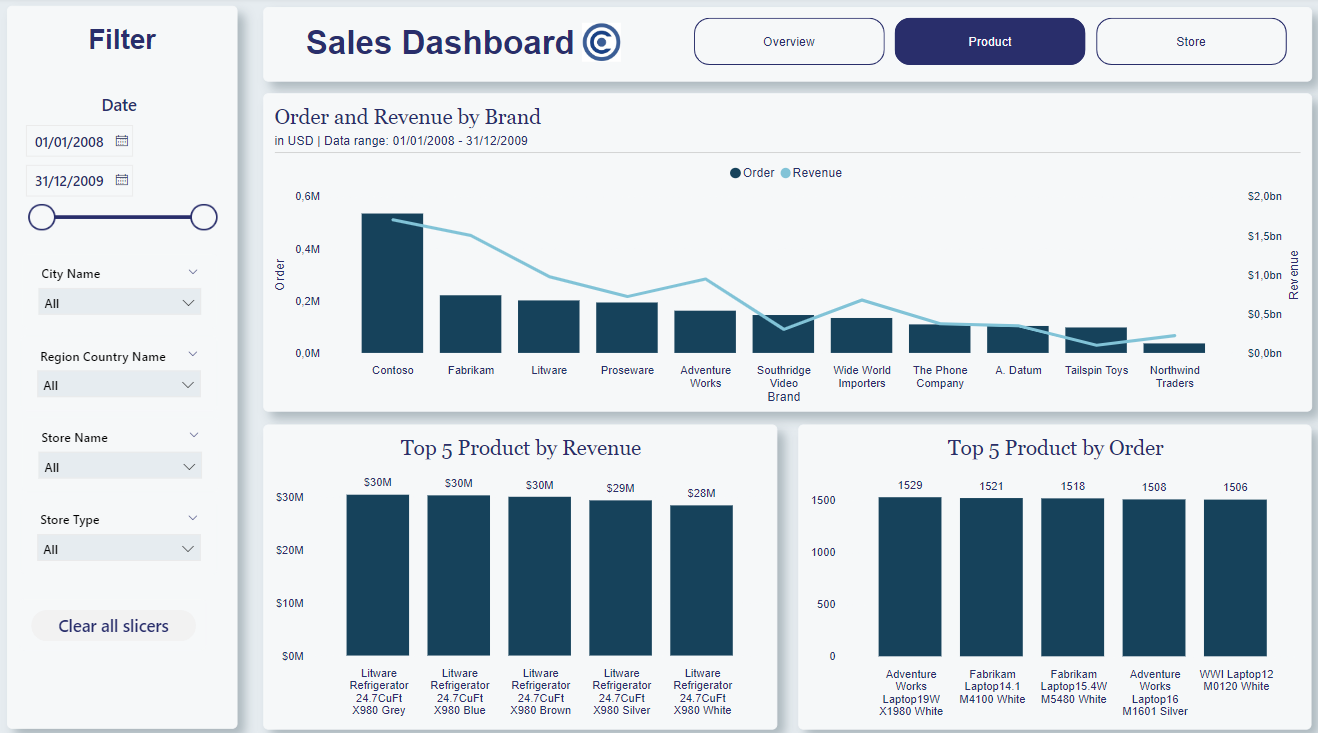 Filter
Date
01/01/2008
31/12/2009
City Name
All
Region Country Name
All
Store Name
All
Store Type
All
Clear all slicers
Sales Dashboard
Overview
Product
Store
Order and Revenue by Brand
in USD | Data range: 01/01/2008 - 31/12/2009
Order Revenue
0,6M
0,4M
0,2M
0,0M
Order
$2,0bn
$1,5bn
$1,0bn
$0,5bn
$0,0bn
Revenue
Contoso
Fabrikam
Litware
Proseware
Adventure
Works
Southridge
Video
Wide World
Importers
The Phone
Company
A. Datum
Tailspin Toys
Northwind
Traders
Brand
Top 5 Product by Revenue
$30M
$20M
$10M
$0M
$30M
$30M
$30M
$29M
$28M
Litware
Refrigerator
24.7CuFt
X980 Grey
Litware
Refrigerator
24.7CuFt
X980 Blue
Litware
Refrigerator
24.7CuFt
X980 Brown
Litware
Refrigerator
24.7CuFt
X980 Silver
Litware
Refrigerator
24.7CuFt
X980 White
Top 5 Product by Order
1500
1000
500
0
1529
1521
1518
1508
1506
Adventure
Works
Laptop19W
X1980 White
Fabrikam
Laptop14.1
M4100 White
Fabrikam
Laptop15.4W
M5480 White
Adventure
Works
Laptop16
M1601 Silver
WWI Laptop12
M0120 White